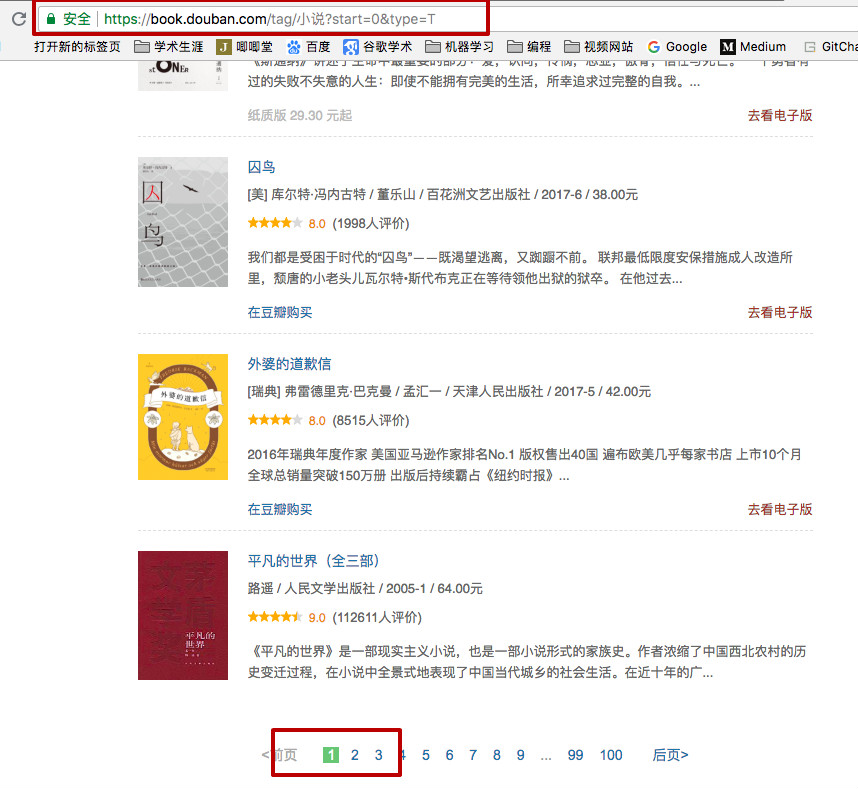 安全 | https://book.douban.com/tag/小说?start=0&type=T
打开新的标签页 学术生涯 唧唧堂 百度 谷歌学术 机器学习 编程 视频网站 Google Medium GitCha
STONER
过的失败不失意的人生：即使不能拥有完美的生活，所幸追求过完整的自我。...
纸质版 29.30 元起 去看电子版
囚鸟
囚鸟
[美] 库尔特·冯内古特 / 董乐山 / 百花洲文艺出版社 / 2017-6 / 38.00元
8.0 (1998人评价)
我们都是受困于时代的“囚鸟”——既渴望逃离，又踟蹰不前。 联邦最低限度安保措施成人改造所
里，颓唐的小老头儿瓦尔特•斯代布克正在等待领他出狱的狱卒。 在他过去...
在豆瓣购买 去看电子版
外婆的道歉信
外婆的道歉信
[瑞典] 弗雷德里克·巴克曼 / 孟汇一 / 天津人民出版社 / 2017-5 / 42.00元
8.0 (8515人评价)
2016年瑞典年度作家 美国亚马逊作家排名No.1 版权售出40国 遍布欧美几乎每家书店 上市10个月
全球总销量突破150万册 出版后持续霸占《纽约时报》...
在豆瓣购买 去看电子版
平凡的世界（全三部）
平凡的
世界
路遥 / 人民文学出版社 / 2005-1 / 64.00元
9.0 (112611人评价)
《平凡的世界》是一部现实主义小说，也是一部小说形式的家族史。作者浓缩了中国西北农村的历
史变迁过程，在小说中全景式地表现了中国当代城乡的社会生活。在近十年的广...
<前页 1 2 3 4 5 6 7 8 9 ... 99 100 后页>